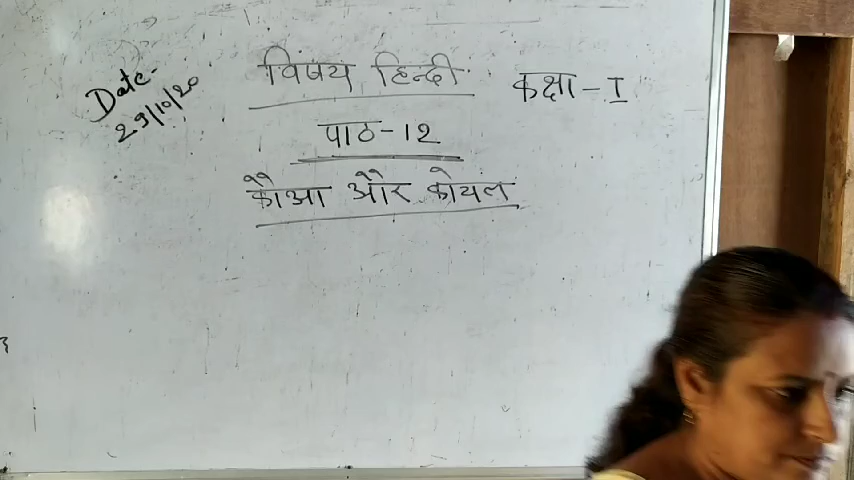 Date-
29/10/20
विषय हिन्दी
कक्षा - I
पाठ-12
कौआ और कोयल